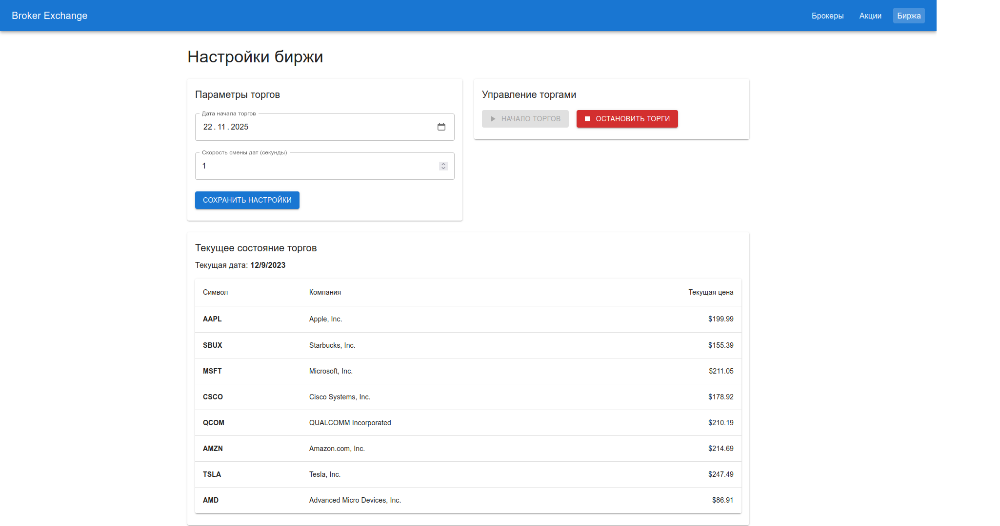 Broker Exchange Брокеры Акции Биржа
Настройки биржи
Параметры торгов
Дата начала торгов
22 . 11 . 2025
Скорость смены дат (секунды)
1
СОХРАНИТЬ НАСТРОЙКИ
Управление торгами
НАЧАЛО ТОРГОВ ОСТАНОВИТЬ ТОРГИ
Текущее состояние торгов
Текущая дата: 12/9/2023
Символ Компания Текущая цена
AAPL Apple, Inc. $199.99
SBUX Starbucks, Inc. $155.39
MSFT Microsoft, Inc. $211.05
CSCO Cisco Systems, Inc. $178.92
QCOM QUALCOMM Incorporated $210.19
AMZN Amazon.com, Inc. $214.69
TSLA Tesla, Inc. $247.49
AMD Advanced Micro Devices, Inc. $86.91